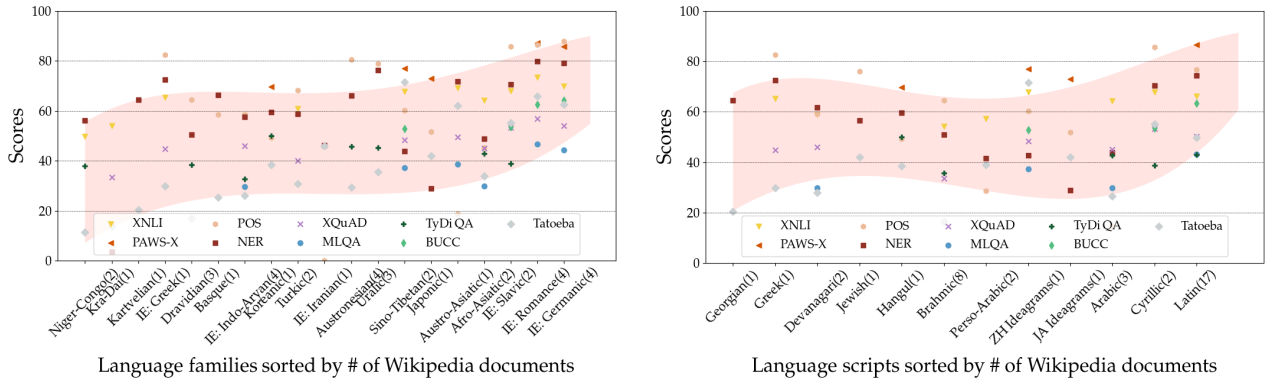 100
80
60
40
20
0
Scores
XNLI
PAWS-X
POS
NER
XQuAD
MLQA
TyDi QA
BUCC
Tatoeba
Niger-Congo(2)
Kra-Dai(1)
Kartvelian(1)
IE: Greek(1)
Dravidian(3)
Basque(1)
IE: Indo-Aryan(4)
Koreanic(1)
Turkic(2)
IE: Iranian(1)
Austronesian(4)
Uralic(3)
Sino-Tibetan(2)
Japonic(1)
Austro-Asiatic(1)
Afro-Asiatic(2)
IE: Slavic(2)
IE: Romance(4)
IE: Germanic(4)
Language families sorted by # of Wikipedia documents
100
80
60
40
20
0
Scores
XNLI
PAWS-X
POS
NER
XQuAD
MLQA
TyDi QA
BUCC
Tatoeba
Georgian(1)
Greek(1)
Devanagari(2)
Jewish(1)
Hangul(1)
Brahmic(8)
Perso-Arabic(2)
ZH Ideagrams(1)
JA Ideagrams(1)
Arabic(3)
Cyrillic(2)
Latin(17)
Language scripts sorted by # of Wikipedia documents